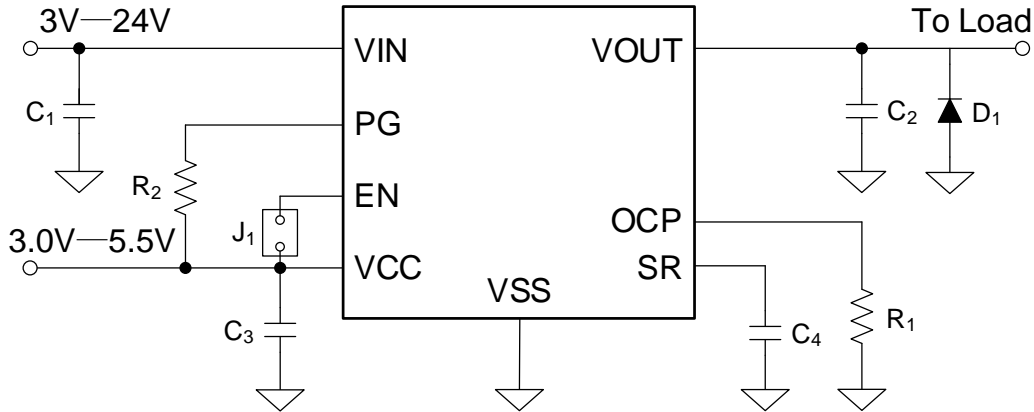 3V—24V
To Load
VIN
VOUT
C1
C2
D1
PG
R2
EN
J1
OCP
3.0V—5.5V
VCC
SR
VSS
C3
C4
R1